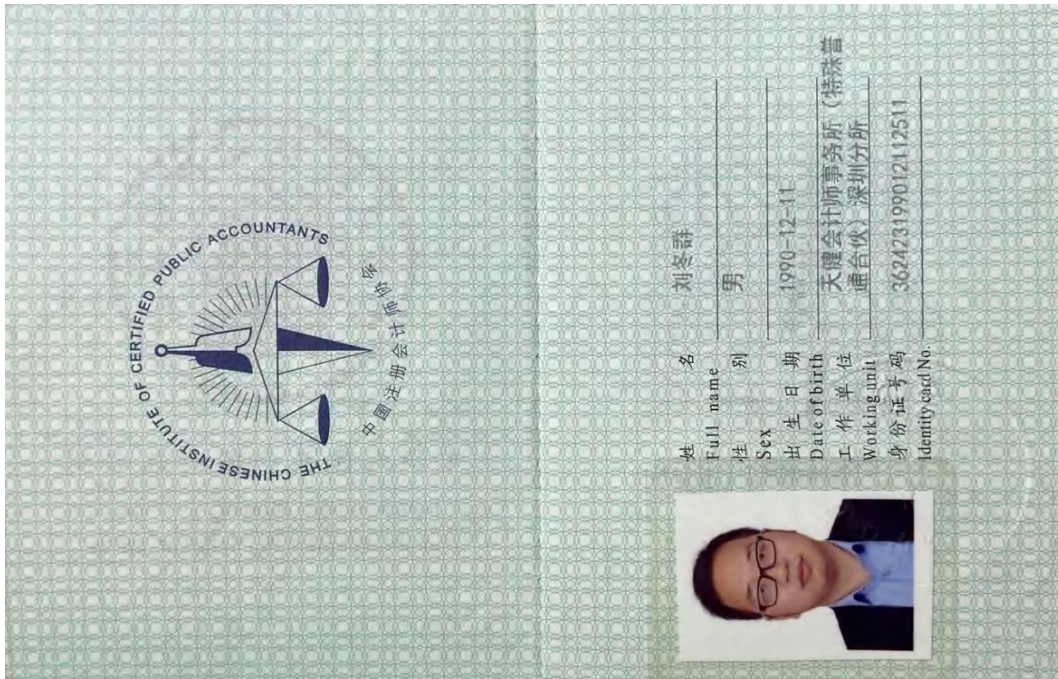 THE CHINESE INSTITUTE OF CERTIFIED PUBLIC ACCOUNTANTS
中国注册会计师协会
姓 名 刘冬群
Full name
性 别 男
Sex
出 生 日 期 1990-12-11
Date of birth
工 作 单 位 天健会计师事务所（特殊普
Working unit 通合伙）深圳分所
身 份 证 号 码 362423199012112511
Identity card No.